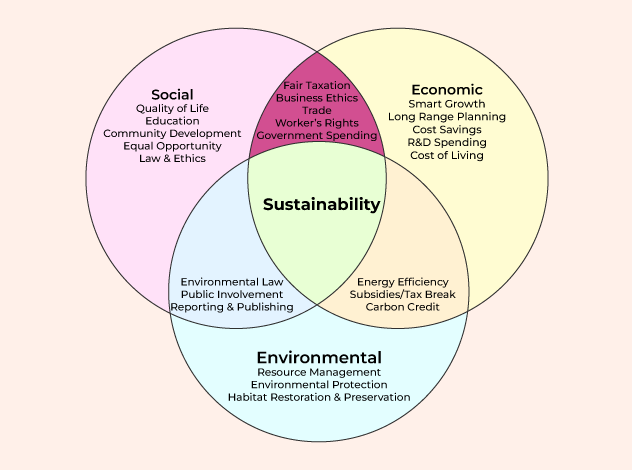 Social
Quality of Life
Education
Community Development
Equal Opportunity
Law & Ethics
Fair Taxation
Business Ethics
Trade
Worker's Rights
Government Spending
Economic
Smart Growth
Long Range Planning
Cost Savings
R&D Spending
Cost of Living
Sustainability
Environmental Law
Public Involvement
Reporting & Publishing
Energy Efficiency
Subsidies/Tax Break
Carbon Credit
Environmental
Resource Management
Environmental Protection
Habitat Restoration & Preservation